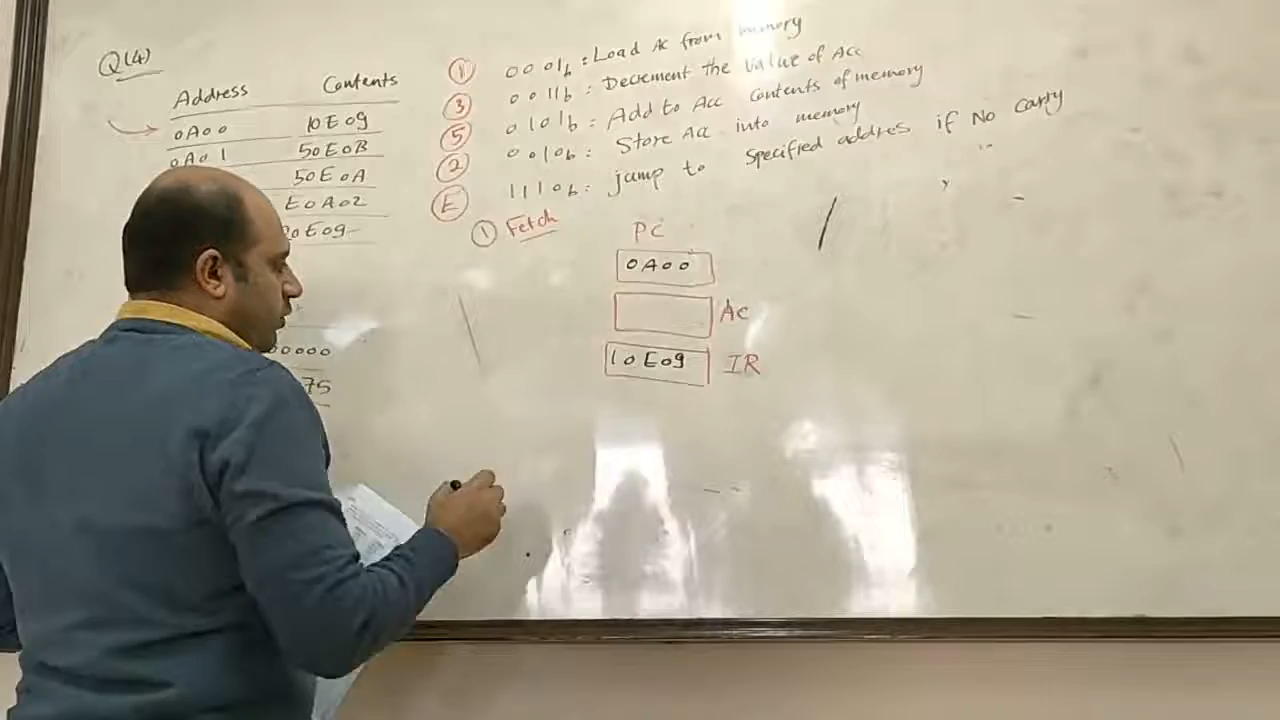 Q(4)
Address Contents
0A00 10E09
0A01 50E0B
50E0A
E0A02
20E09
00000
75
① 0001b : Load Ac from memory
③ 0011b : Decrement the value of Acc
⑤ 0101b : Add to Acc contents of memory
② 0010b : Store Acc into memory
Ⓔ 1110b : jump to specified addres if No Carry
① Fetch
PC
0A00
Ac
10E09 IR